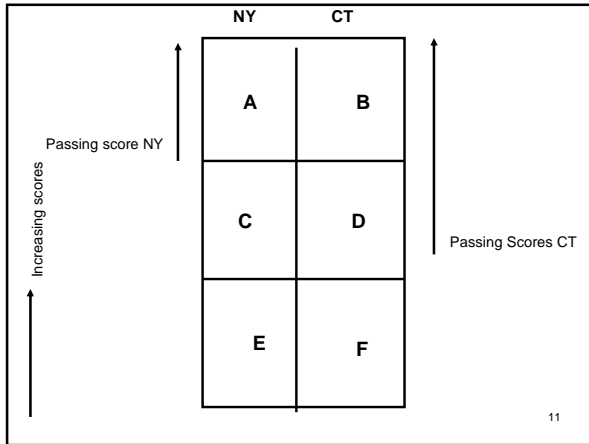 NY CT
A B
Passing score NY
Increasing scores
C D
Passing Scores CT
E F
11